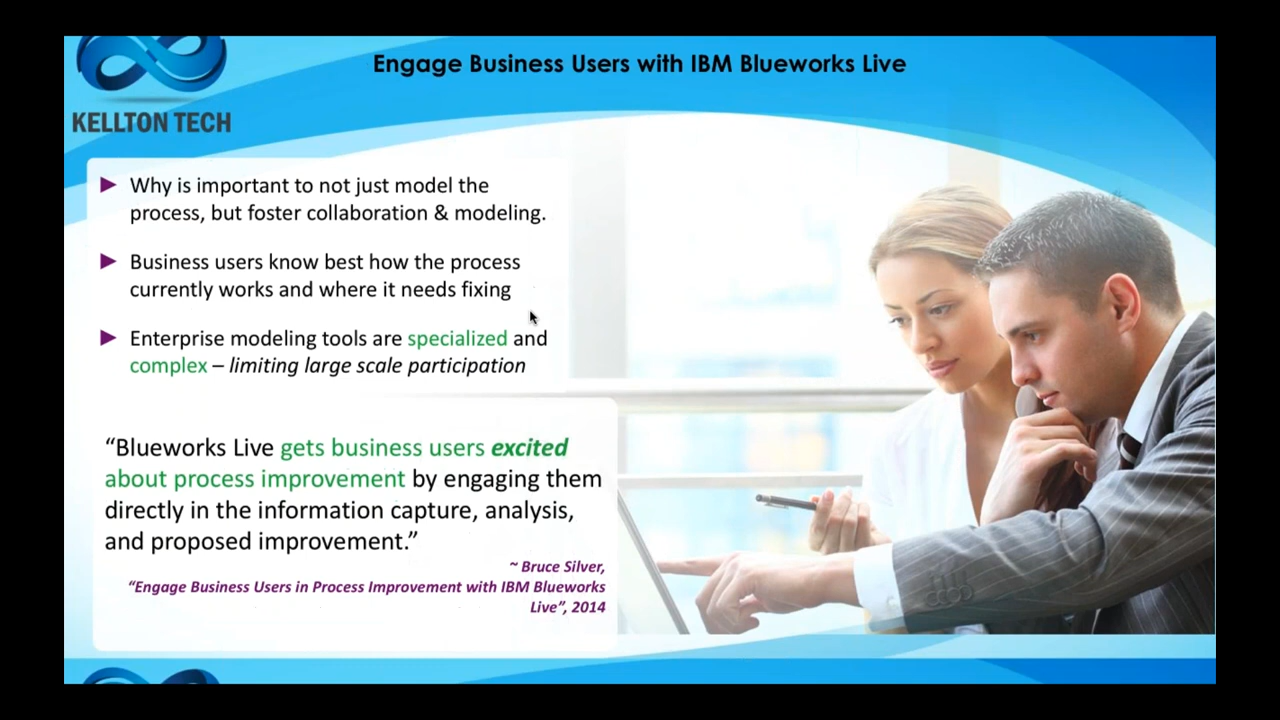 Engage Business Users with IBM Blueworks Live
KELLTON TECH
► Why is important to not just model the
process, but foster collaboration & modeling.
► Business users know best how the process
currently works and where it needs fixing
► Enterprise modeling tools are specialized and
complex – limiting large scale participation
“Blueworks Live gets business users excited
about process improvement by engaging them
directly in the information capture, analysis,
and proposed improvement.”
~ Bruce Silver,
“Engage Business Users in Process Improvement with IBM Blueworks
Live”, 2014